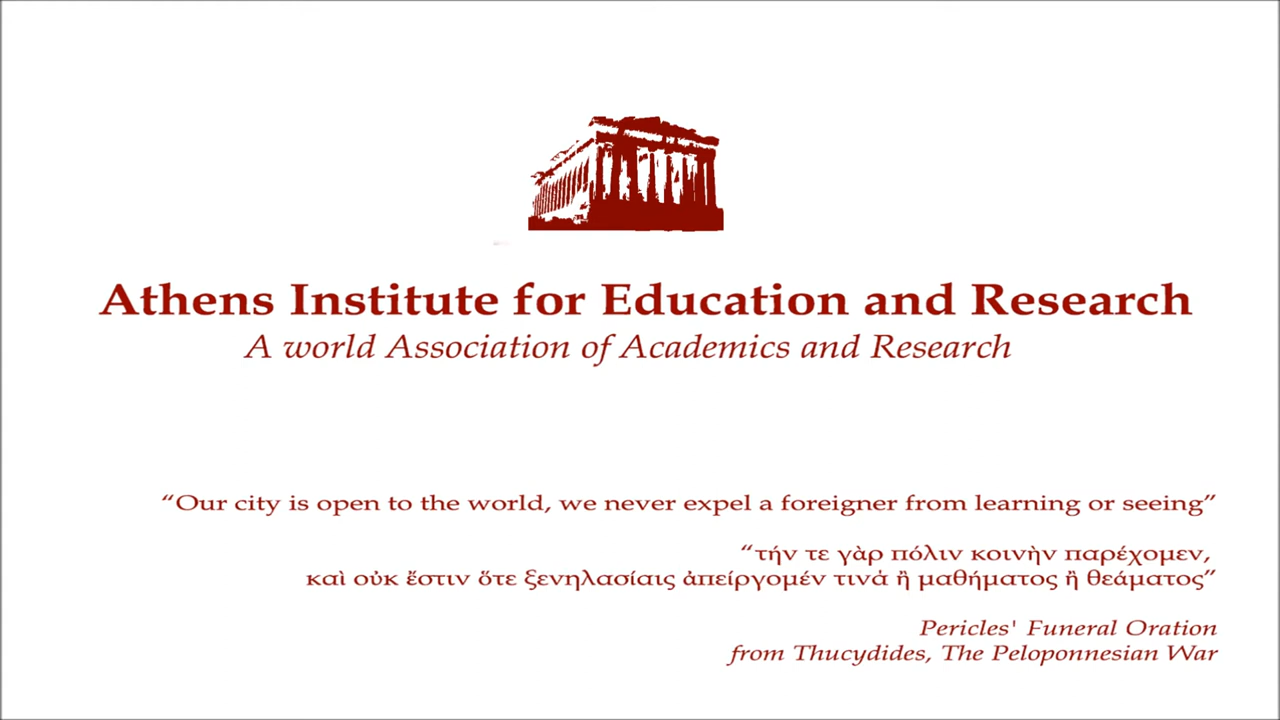 Athens Institute for Education and Research
A world Association of Academics and Research
“Our city is open to the world, we never expel a foreigner from learning or seeing”
“τήν τε γὰρ πόλιν κοινὴν παρέχομεν,
καὶ οὐκ ἔστιν ὅτε ξενηλασίαις ἀπείργομέν τινἀ ἢ μαθήματος ἢ θεάματος”
Pericles' Funeral Oration
from Thucydides, The Peloponnesian War